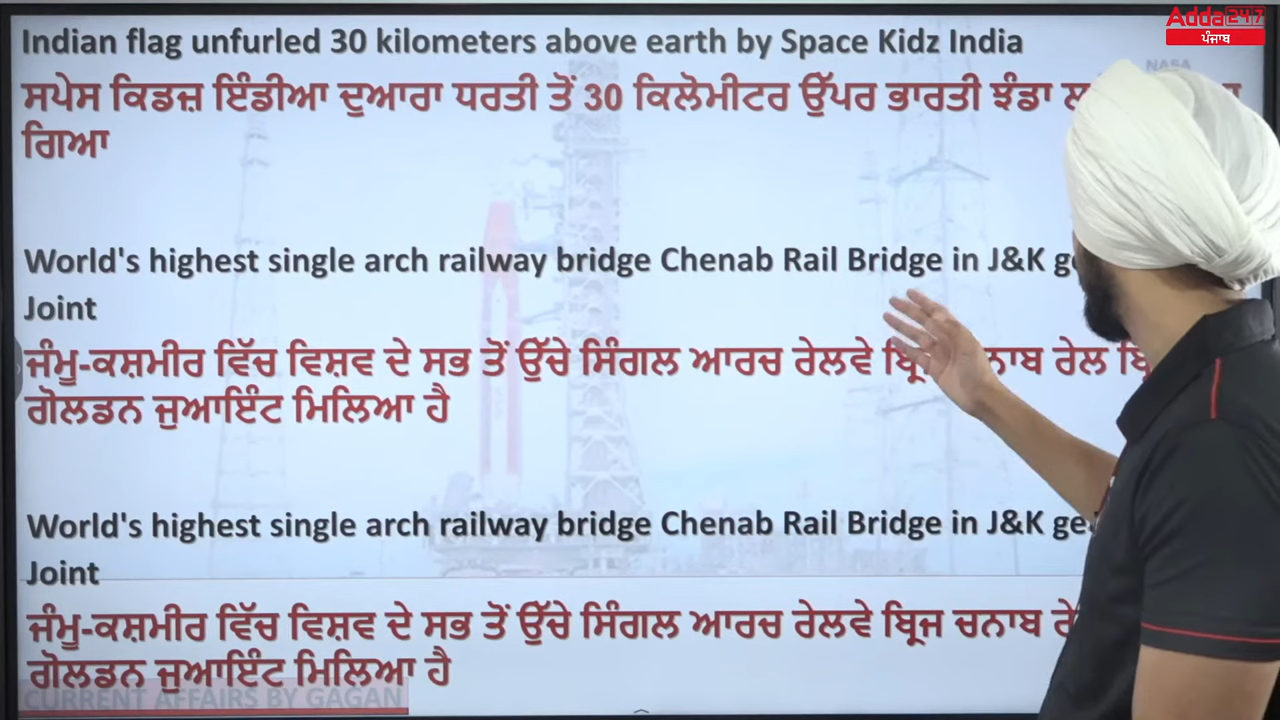 Adda247
ਪੰਜਾਬ
NASA
Indian flag unfurled 30 kilometers above earth by Space Kidz India
ਸਪੇਸ ਕਿਡਜ਼ ਇੰਡੀਆ ਦੁਆਰਾ ਧਰਤੀ ਤੋਂ 30 ਕਿਲੋਮੀਟਰ ਉੱਪਰ ਭਾਰਤੀ ਝੰਡਾ
ਗਿਆ
World's highest single arch railway bridge Chenab Rail Bridge in J&K
Joint
ਜੰਮੂ-ਕਸ਼ਮੀਰ ਵਿੱਚ ਵਿਸ਼ਵ ਦੇ ਸਭ ਤੋਂ ਉੱਚੇ ਸਿੰਗਲ ਆਰਚ ਰੇਲਵੇ ਰੇਲ
ਗੋਲਡਨ ਜੁਆਇੰਟ ਮਿਲਿਆ ਹੈ
World's highest single arch railway bridge Chenab Rail Bridge in J&K
Joint
ਜੰਮੂ-ਕਸ਼ਮੀਰ ਵਿੱਚ ਵਿਸ਼ਵ ਦੇ ਸਭ ਤੋਂ ਉੱਚੇ ਸਿੰਗਲ ਆਰਚ ਰੇਲਵੇ ਬ੍ਰਿਜ ਚਨਾਬ
ਗੋਲਡਨ ਜੁਆਇੰਟ ਮਿਲਿਆ ਹੈ
CURRENT AFFAIRS BY GAGAN